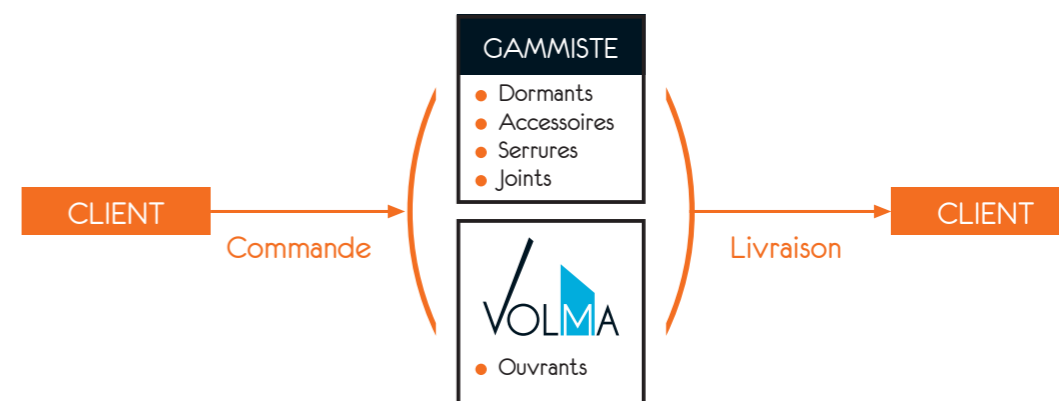 GAMMISTE
Dormants
Accessoires
Serrures
Joints
CLIENT
Commande
VOLMA
Ouvrants
Livraison
CLIENT